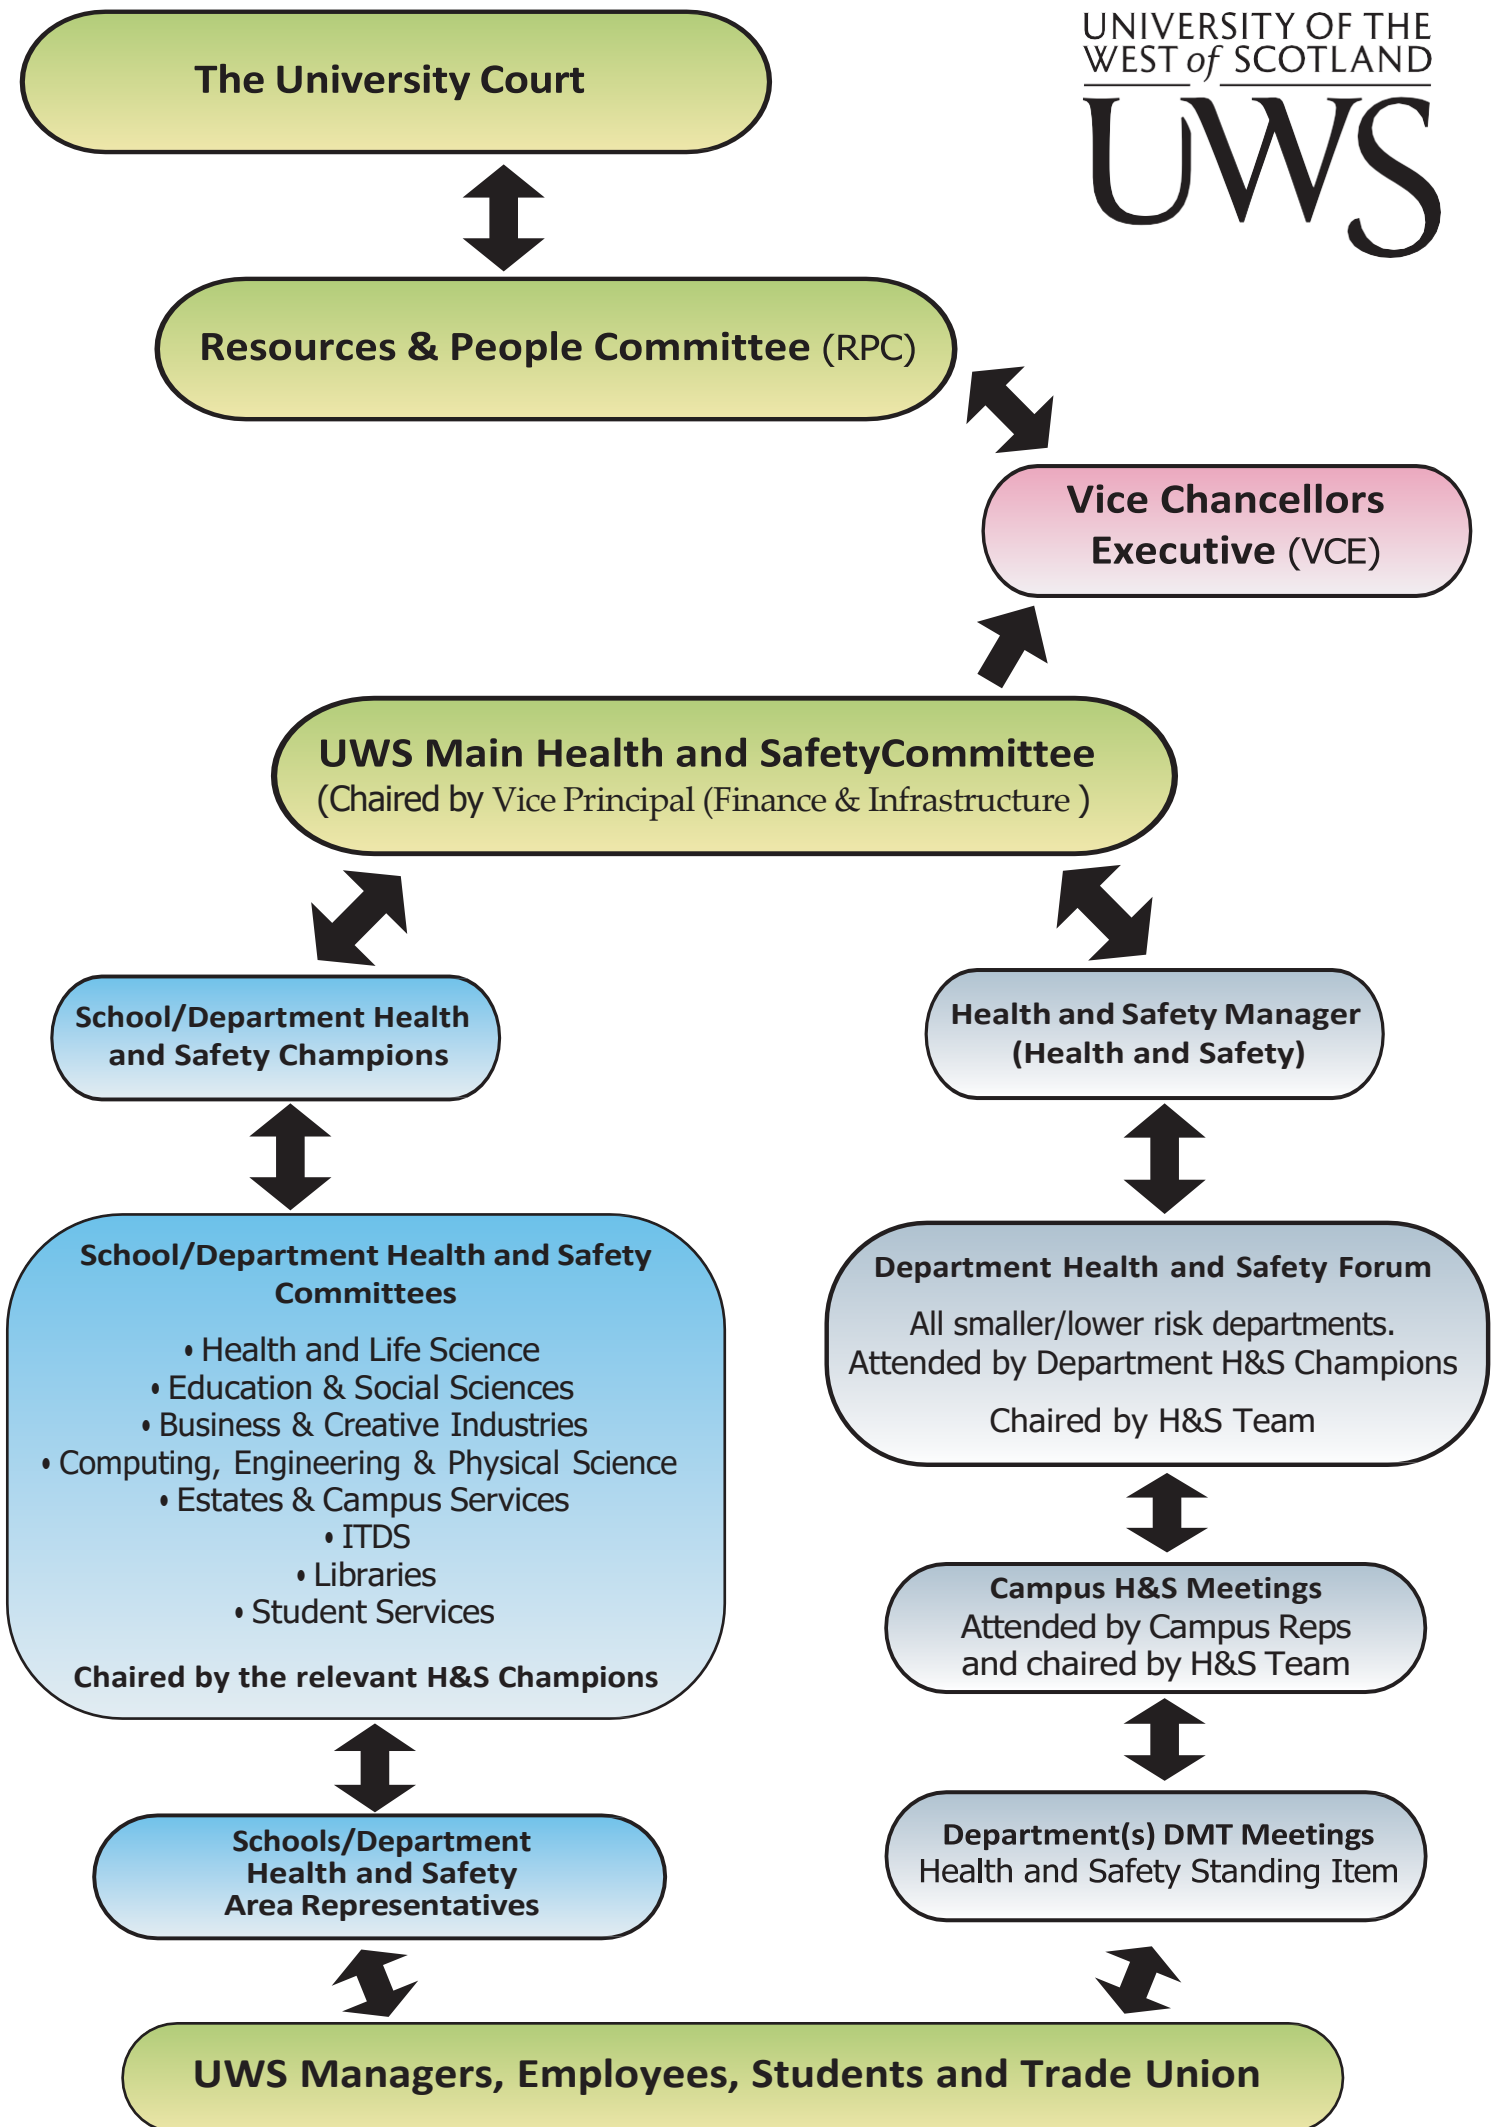 UNIVERSITY OF THE
WEST of SCOTLAND
UWS
The University Court
Resources & People Committee (RPC)
Vice Chancellors
Executive (VCE)
UWS Main Health and SafetyCommittee
(Chaired by Vice Principal (Finance & Infrastructure )
School/Department Health
and Safety Champions
Health and Safety Manager
(Health and Safety)
School/Department Health and Safety
Committees
• Health and Life Science
• Education & Social Sciences
• Business & Creative Industries
• Computing, Engineering & Physical Science
• Estates & Campus Services
• ITDS
• Libraries
• Student Services
Chaired by the relevant H&S Champions
Department Health and Safety Forum
All smaller/lower risk departments.
Attended by Department H&S Champions
Chaired by H&S Team
Campus H&S Meetings
Attended by Campus Reps
and chaired by H&S Team
Schools/Department
Health and Safety
Area Representatives
Department(s) DMT Meetings
Health and Safety Standing Item
UWS Managers, Employees, Students and Trade Union